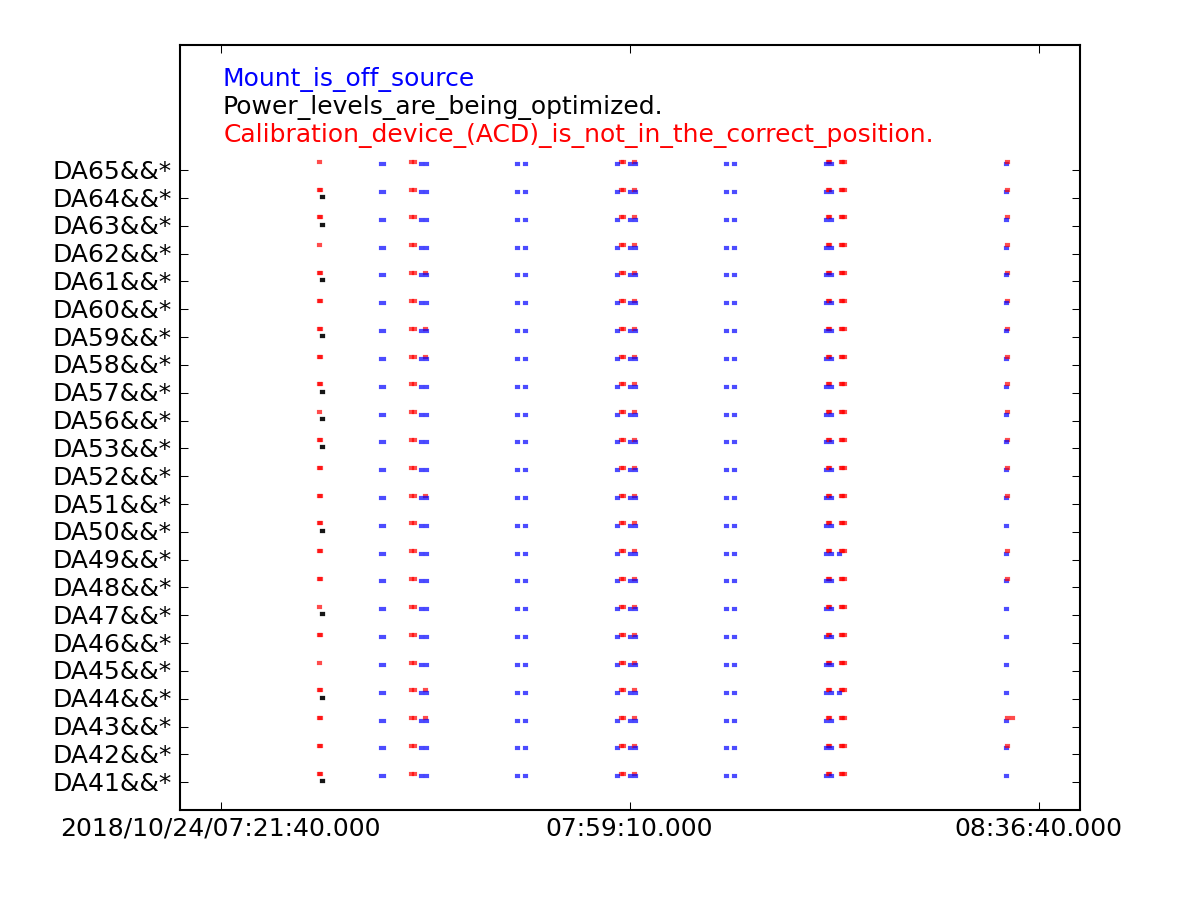 Mount_is_off_source
Power_levels_are_being_optimized.
Calibration_device_(ACD)_is_not_in_the_correct_position.
DA65&&*
DA64&&*
DA63&&*
DA62&&*
DA61&&*
DA60&&*
DA59&&*
DA58&&*
DA57&&*
DA56&&*
DA53&&*
DA52&&*
DA51&&*
DA50&&*
DA49&&*
DA48&&*
DA47&&*
DA46&&*
DA45&&*
DA44&&*
DA43&&*
DA42&&*
DA41&&*
2018/10/24/07:21:40.000 07:59:10.000 08:36:40.000